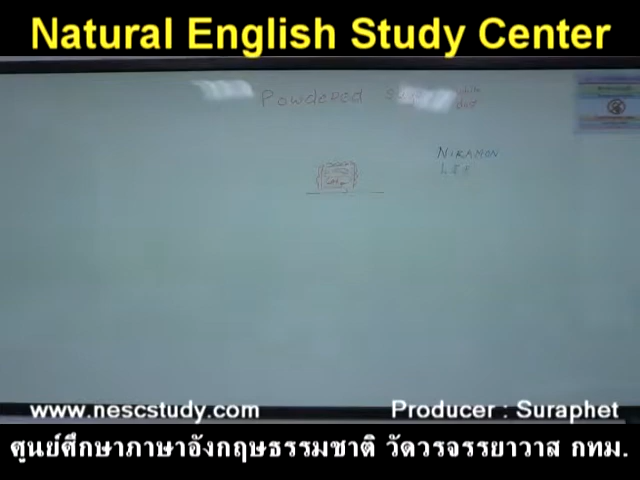 Natural English Study Center
Powdered
NIRAMON
www.nescstudy.com
Producer : Suraphet
ศูนย์ศึกษาภาษาอังกฤษธรรมชาติ วัดวรจรรยาวาส กทม.